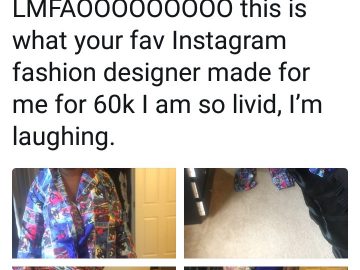 LMFAOOOOOOOOO this is
what your fav Instagram
fashion designer made for
me for 60k I am so livid, I’m
laughing.